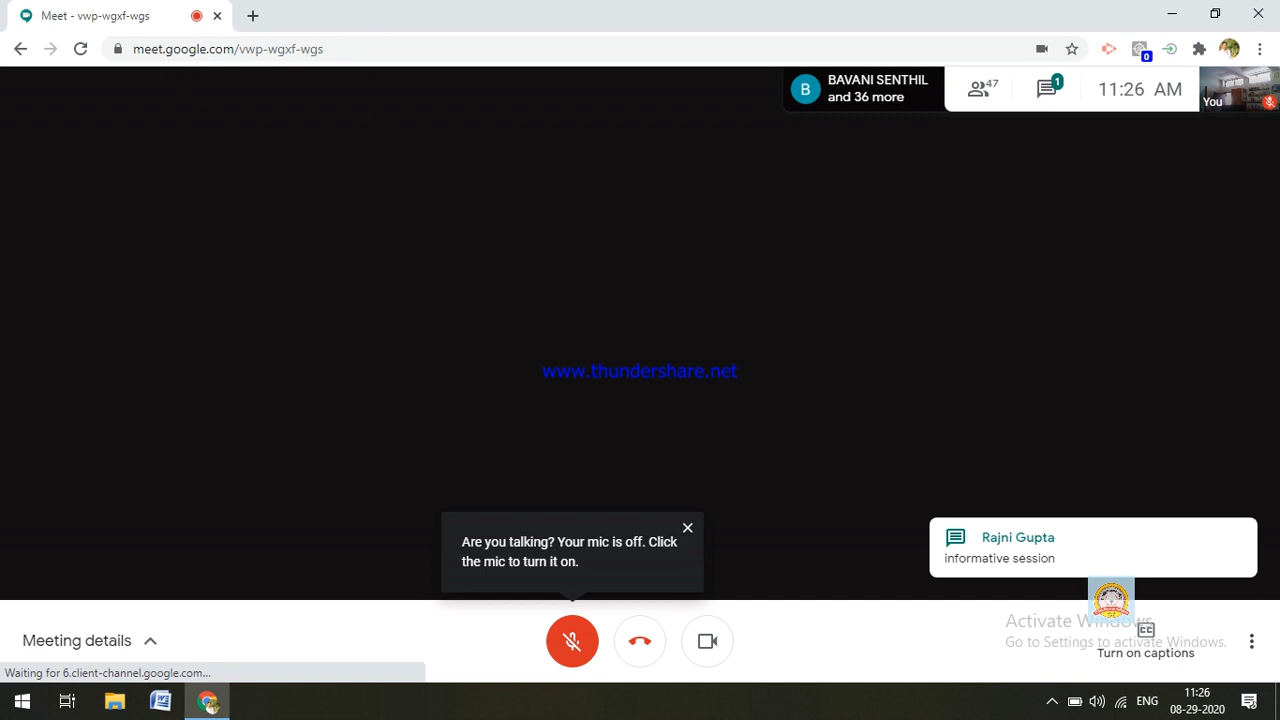 Meet - vwp-wgxf-wgs
meet.google.com/vwp-wgxf-wgs
0
B
BAVANI SENTHIL
and 36 more
47
1
11:26 AM
You
www.thundershare.net
Are you talking? Your mic is off. Click
the mic to turn it on.
Rajni Gupta
informative session
Meeting details
Activate Windows
Go to Settings to activate Windows.
CC
Turn on captions
Waiting for 6.client-channel.google.com...
W
ENG
11:26
08-29-2020